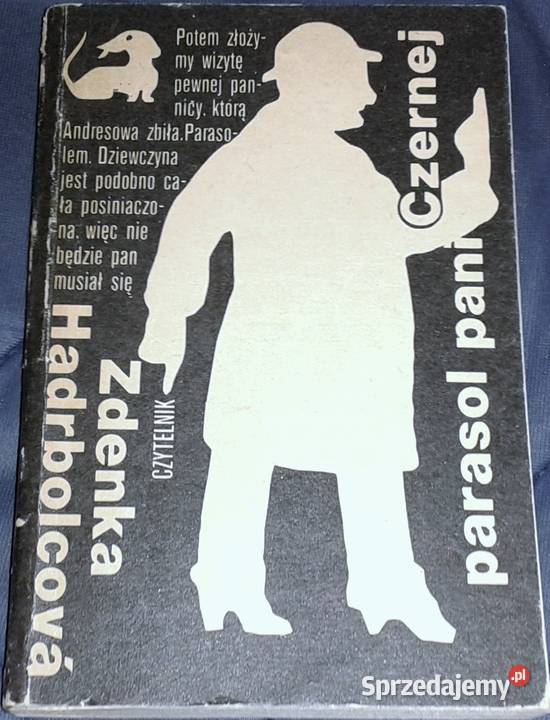 Potem złoży-
my wizytę
pewnej pan-
nicy, którą
Andresowa zbiła. Paraso-
lem. Dziewczyna
jest podobno ca-
ła posiniaczo-
na, więc nie
będzie pan
musiał się
Zdenka
Hadrbolcová
CZYTELNIK
parasol pani Czernej
Sprzedajemy.pl